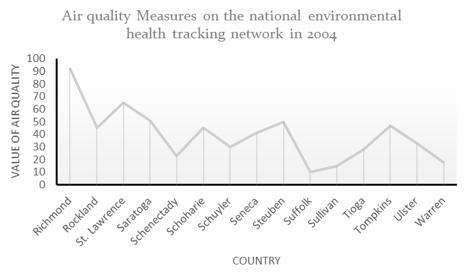 Air quality Measures on the national environmental
health tracking network in 2004
VALUE OF AIR QUALITY
100
90
80
70
60
50
40
30
20
10
0
Richmond
Rockland
St. Lawrence
Saratoga
Schenectady
Schoharie
Schuyler
Seneca
Steuben
Suffolk
Sullivan
Tioga
Tompkins
Ulster
Warren
COUNTRY